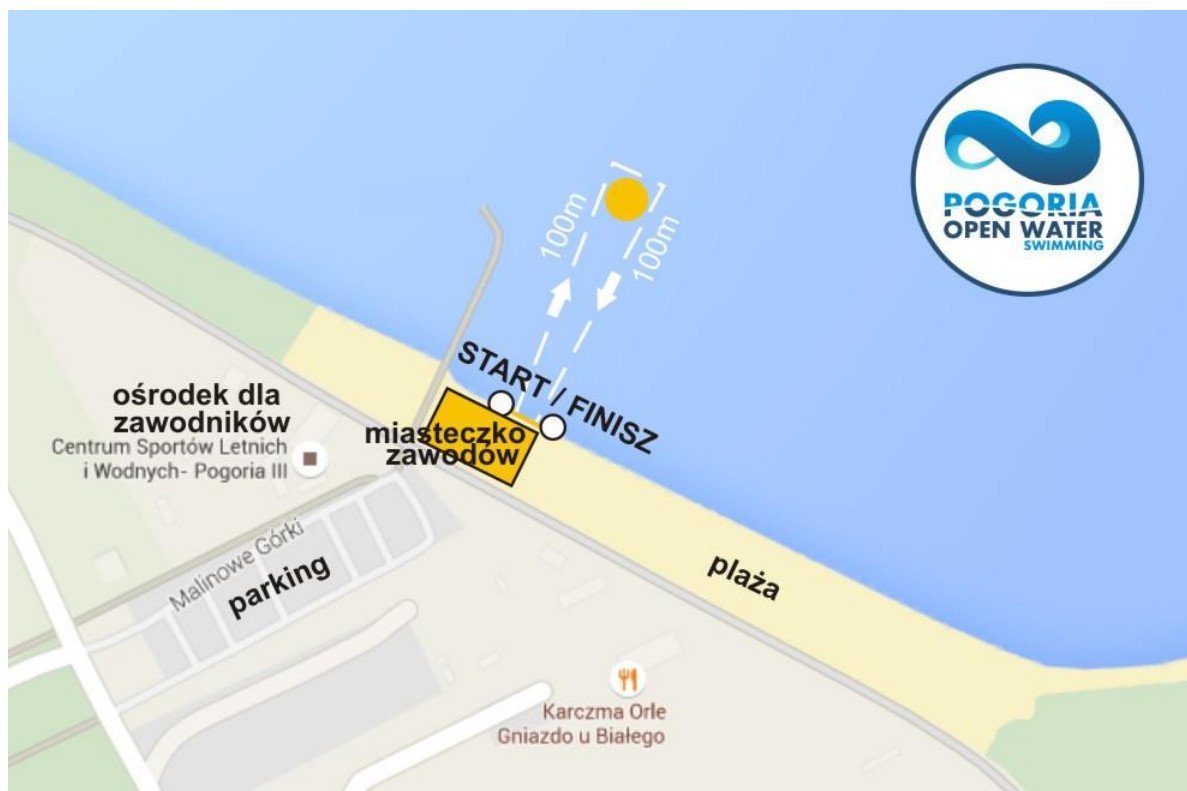 POGORIA
OPEN WATER
SWIMMING
100m
100m
START / FINISZ
ośrodek dla
zawodników
Centrum Sportów Letnich
i Wodnych- Pogoria III
miasteczko
zawodów
Malinowe Górki
parking
plaża
Karczma Orle
Gniazdo u Białego